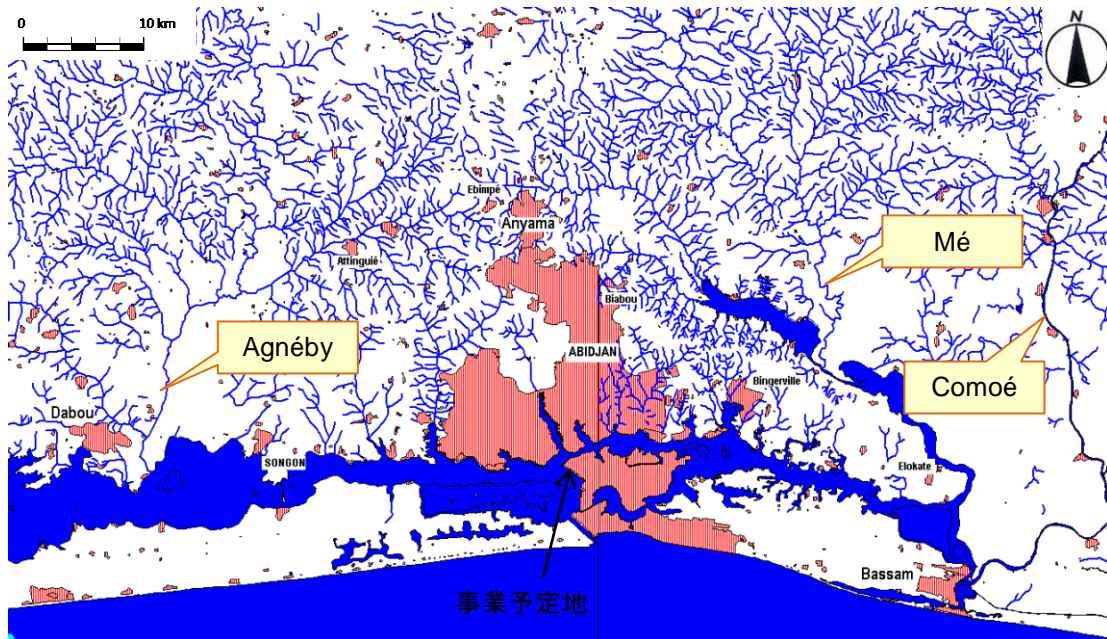 0 10 km
N
Ebimpé
Anyama
Attinguié
Mé
Biabou
Agnéby
ABIDJAN
Comoé
Bingerville
Dabou
SONGON
Elokate
Bassam
事業予定地